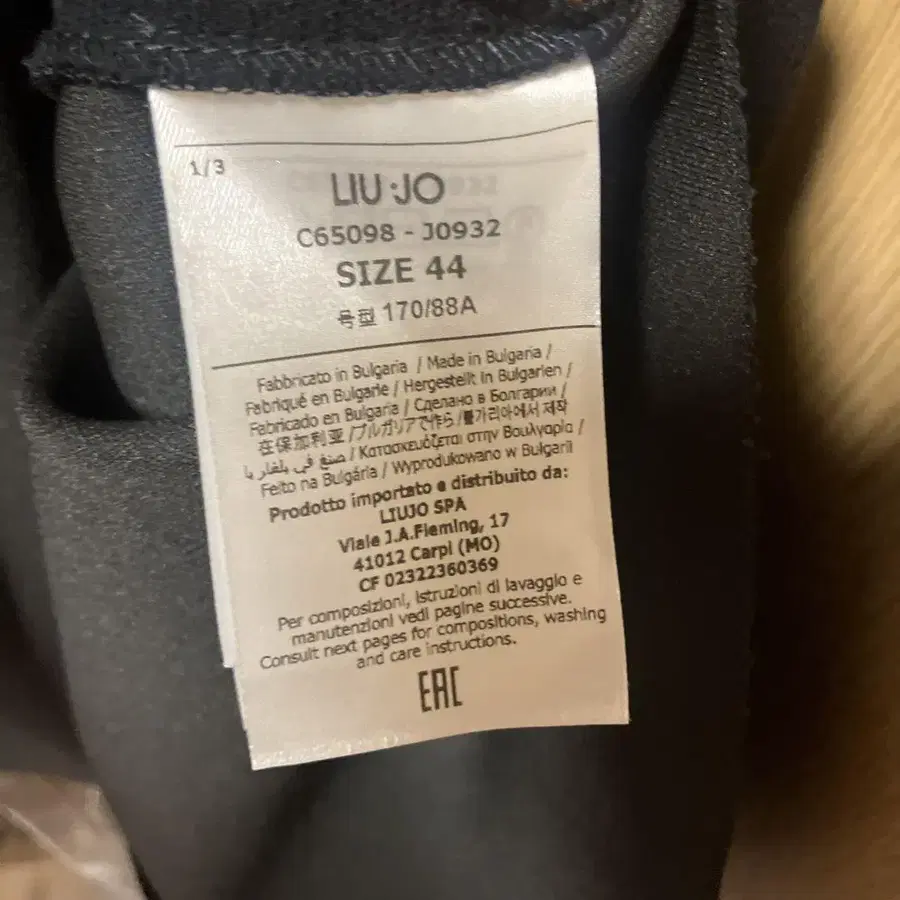 1/3
LIU·JO
C65098 - J0932
SIZE 44
号型 170/88A
Fabbricato in Bulgaria / Made in Bulgaria /
Fabriqué en Bulgarie / Hergestellt in Bulgarien /
Fabricado en Bulgaria / Сделано в Болгарии /
在保加利亚 /ブルガリアで作ら /불가리아에서 제작
صنع في بلغاريا / Κατασκευάζεται στην Βουλγαρία /
Feito na Bulgária / Wyprodukowano w Bulgarii
Prodotto importato e distribuito da:
LIUJO SPA
Viale J.A.Fleming, 17
41012 Carpi (MO)
CF 02322360369
Per composizioni, istruzioni di lavaggio e
manutenzioni vedi pagine successive.
Consult next pages for compositions, washing
and care instructions.
EAC